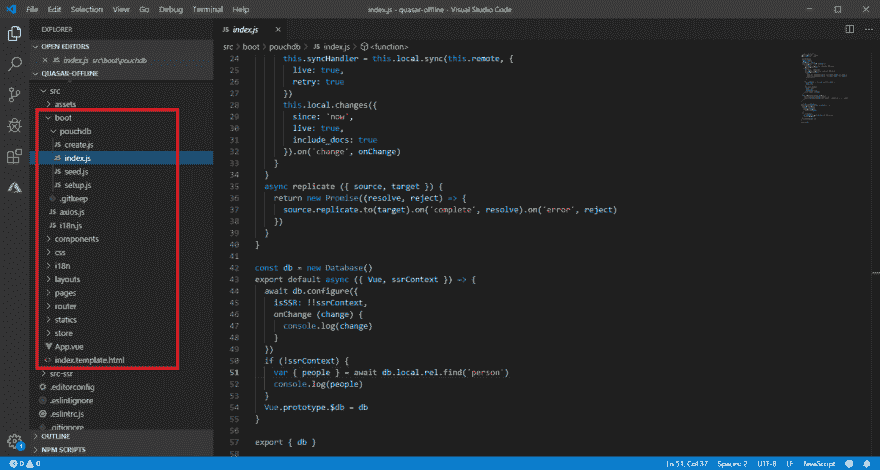 File Edit Selection View Go Debug Terminal Help
index.js - quasar-offline - Visual Studio Code
EXPLORER
OPEN EDITORS
JS index.js src\boot\pouchdb
QUASAR-OFFLINE
src
assets
boot
pouchdb
JS create.js
JS index.js
JS seed.js
JS setup.js
.gitkeep
JS axios.js
JS i18n.js
components
css
i18n
layouts
pages
router
statics
store
App.vue
index.template.html
src-ssr
.editorconfig
.eslintignore
.eslintrc.js
.gitignore
OUTLINE
NPM SCRIPTS
JS index.js
src > boot > pouchdb > JS index.js > <function>
24 this.syncHandler = this.local.sync(this.remote, {
25 live: true,
26 retry: true
27 })
28 this.local.changes({
29 since: 'now',
30 live: true,
31 include_docs: true
32 }).on('change', onChange)
33 }
34 }
35 async replicate ({ source, target }) {
36 return new Promise((resolve, reject) => {
37 source.replicate.to(target).on('complete', resolve).on('error', reject)
38 })
39 }
40 }
41
42 const db = new Database()
43 export default async ({ Vue, ssrContext }) => {
44 await db.configure({
45 isSSR: !!ssrContext,
46 onChange (change) {
47 console.log(change)
48 }
49 })
50 if (!ssrContext) {
51 var { people } = await db.local.rel.find('person')
52 console.log(people)
53 }
54 Vue.prototype.$db = db
55 }
56
57 export { db }
58
1
0 0
Ln 51, Col 37 Spaces: 2 UTF-8 LF JavaScript